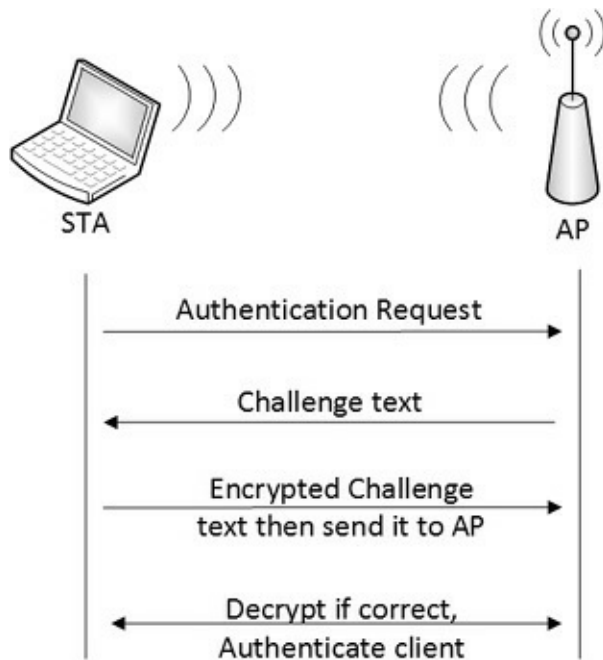 STA
AP
Authentication Request
Challenge text
Encrypted Challenge
text then send it to AP
Decrypt if correct,
Authenticate client